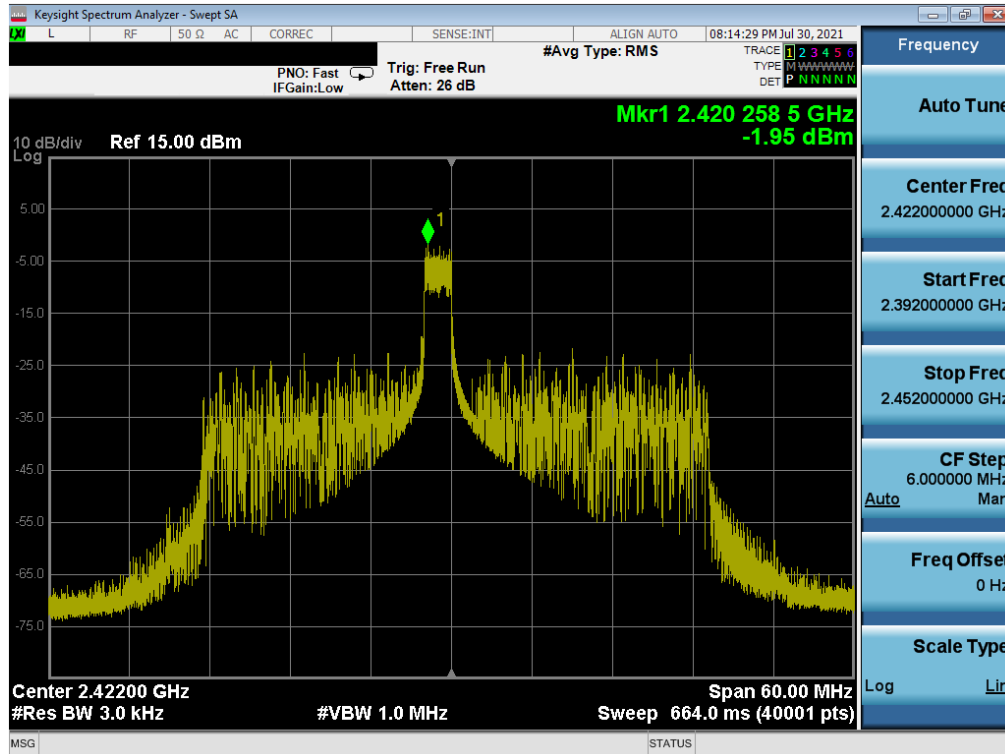 Keysight Spectrum Analyzer - Swept SA
LXI L RF 50 Ω AC CORREC SENSE:INT ALIGN AUTO 08:14:29 PM Jul 30, 2021
#Avg Type: RMS
TRACE 1 2 3 4 5 6
TYPE M WWWWW
DET P N N N N N
PNO: Fast
IFGain:Low
Trig: Free Run
Atten: 26 dB
Mkr1 2.420 258 5 GHz
-1.95 dBm
10 dB/div Ref 15.00 dBm
Log
5.00
-5.00
-15.0
-25.0
-35.0
-45.0
-55.0
-65.0
-75.0
1
Center 2.42200 GHz Span 60.00 MHz
#Res BW 3.0 kHz #VBW 1.0 MHz Sweep 664.0 ms (40001 pts)
MSG STATUS
Frequency
Auto Tune
Center Freq
2.422000000 GHz
Start Freq
2.392000000 GHz
Stop Freq
2.452000000 GHz
CF Step
6.000000 MHz
Auto Man
Freq Offset
0 Hz
Scale Type
Log Lin